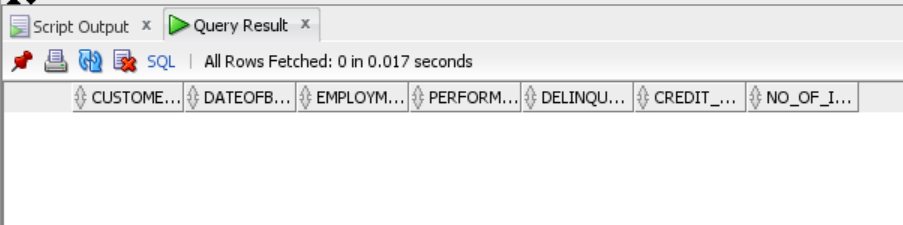 Script Output x Query Result x
SQL | All Rows Fetched: 0 in 0.017 seconds
CUSTOME... DATEOFB... EMPLOYM... PERFORM... DELINQU... CREDIT_... NO_OF_I...